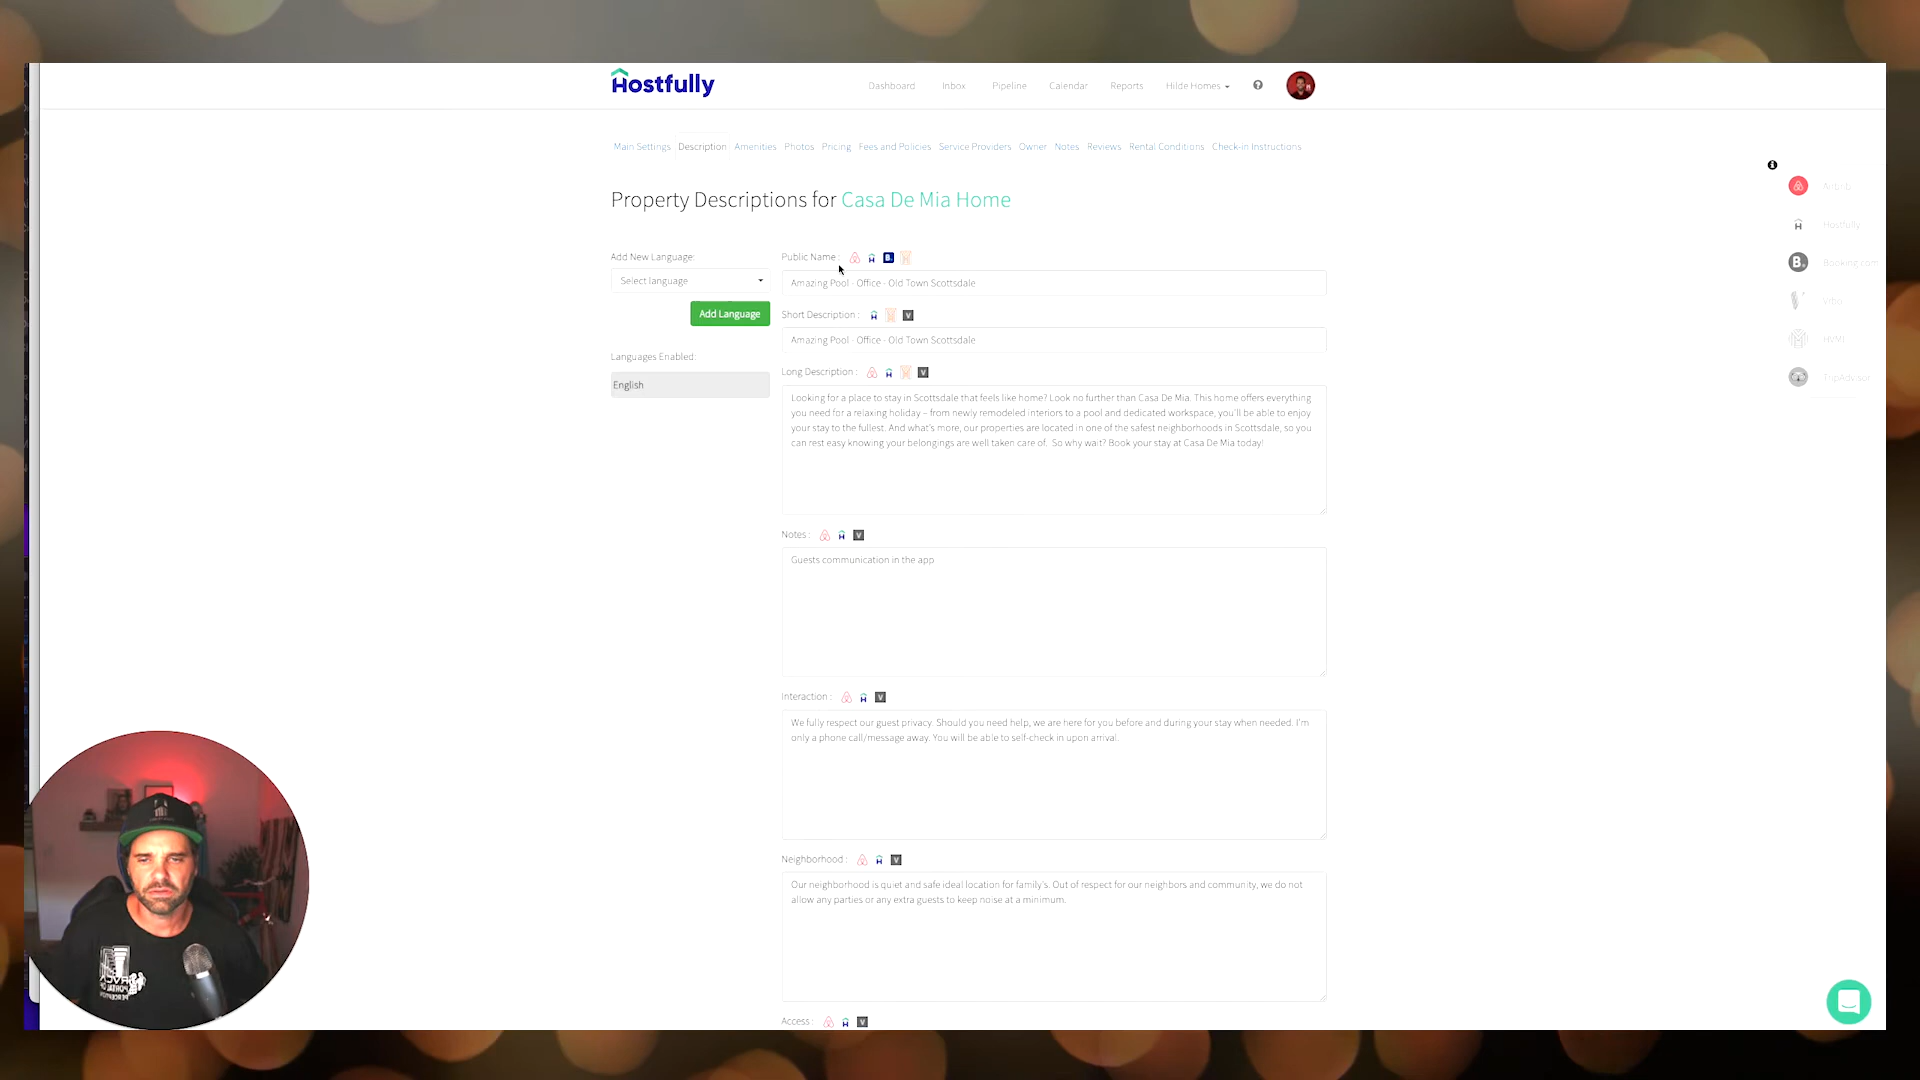 Hostfully
Dashboard Inbox Pipeline Calendar Reports Hilde Homes
Main Settings Description Amenities Photos Pricing Fees and Policies Service Providers Owner Notes Reviews Rental Conditions Check-in Instructions
Property Descriptions for Casa De Mia Home
Add New Language:
Select language
Add Language
Languages Enabled:
English
Public Name :
Amazing Pool - Office - Old Town Scottsdale
Short Description :
Amazing Pool - Office - Old Town Scottsdale
Long Description :
Looking for a place to stay in Scottsdale that feels like home? Look no further than Casa De Mia. This home offers everything
you need for a relaxing holiday – from newly remodeled interiors to a pool and dedicated workspace, you'll be able to enjoy
your stay to the fullest. And what's more, our properties are located in one of the safest neighborhoods in Scottsdale, so you
can rest easy knowing your belongings are well taken care of. So why wait? Book your stay at Casa De Mia today!
Notes :
Guests communication in the app
Interaction :
We fully respect our guest privacy. Should you need help, we are here for you before and during your stay when needed. I'm
only a phone call/message away. You will be able to self-check in upon arrival.
Neighborhood :
Our neighborhood is quiet and safe ideal location for family's. Out of respect for our neighbors and community, we do not
allow any parties or any extra guests to keep noise at a minimum.
Access :
Airbnb
Hostfully
B. Booking.com
Vrbo
HVMI
TripAdvisor